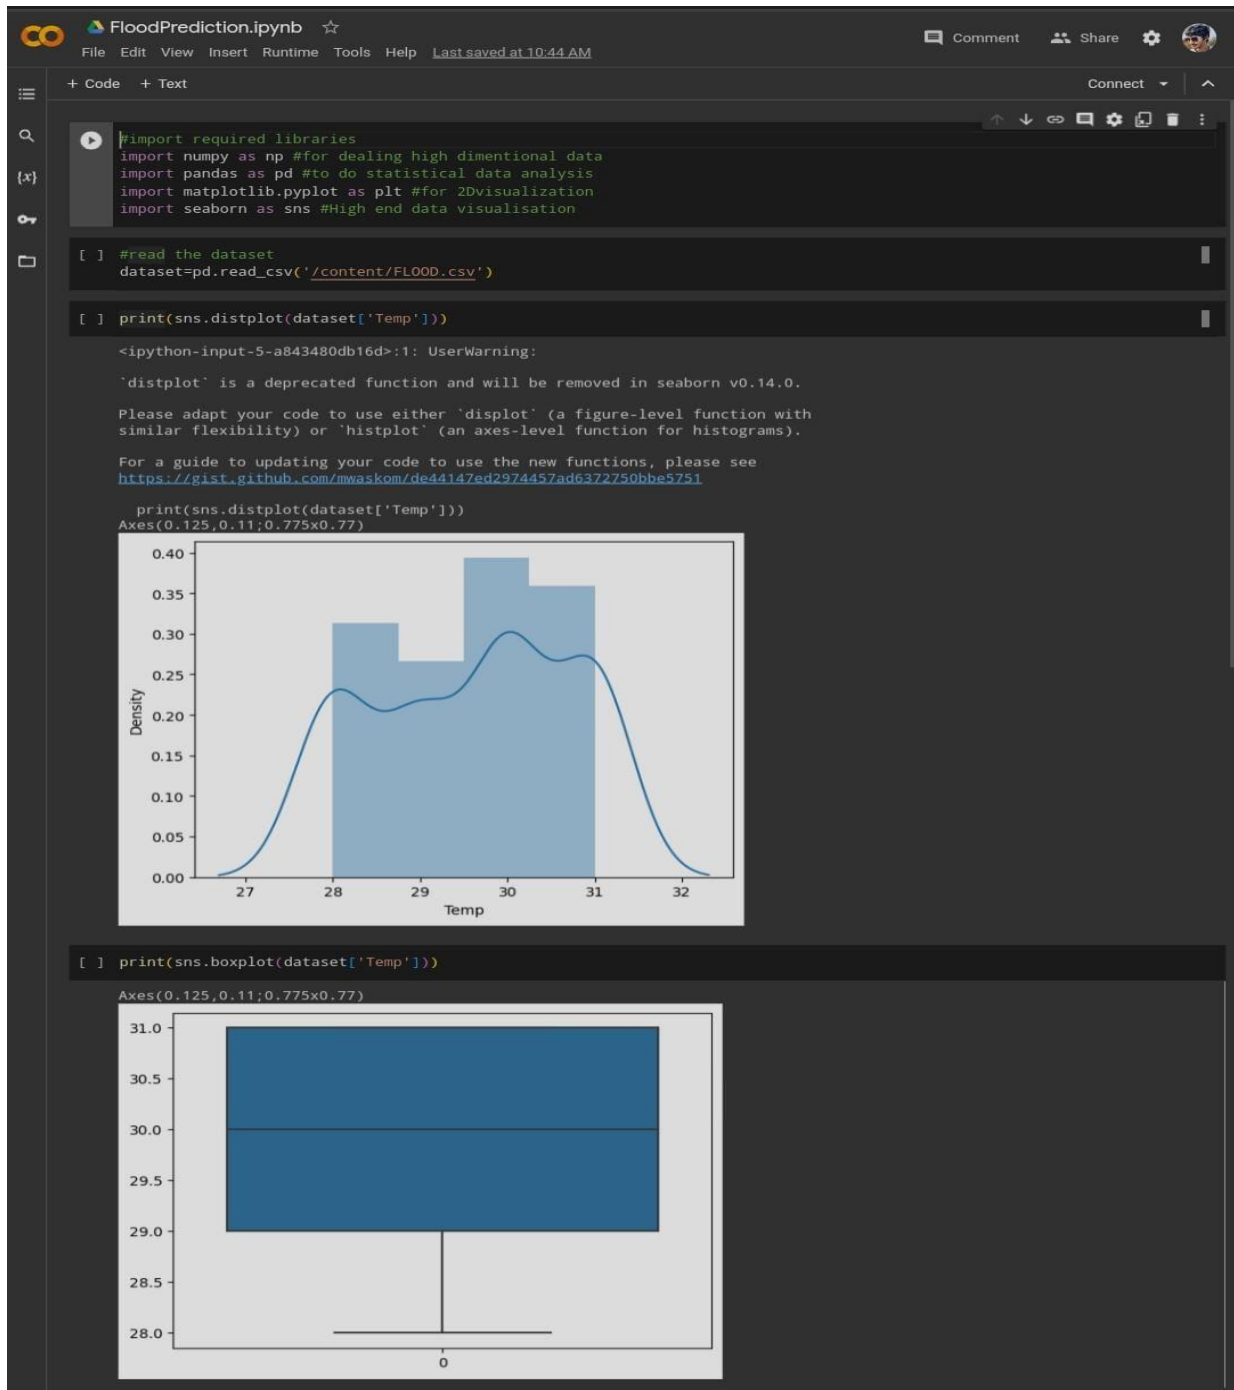 FloodPrediction.ipynb
File Edit View Insert Runtime Tools Help Last saved at 10:44 AM
Comment Share
+ Code + Text
Connect
#import required libraries
import numpy as np #for dealing high dimentional data
import pandas as pd #to do statistical data analysis
import matplotlib.pyplot as plt #for 2Dvisualization
import seaborn as sns #High end data visualisation
{x}
[ ] #read the dataset
dataset=pd.read_csv('/content/FLOOD.csv')
[ ] print(sns.distplot(dataset['Temp']))
<ipython-input-5-a843480db16d>:1: UserWarning:
`distplot` is a deprecated function and will be removed in seaborn v0.14.0.
Please adapt your code to use either `displot` (a figure-level function with
similar flexibility) or `histplot` (an axes-level function for histograms).
For a guide to updating your code to use the new functions, please see
https://gist.github.com/mwaskom/de44147ed2974457ad6372750bbe5751
print(sns.distplot(dataset['Temp']))
Axes(0.125,0.11;0.775x0.77)
0.40
0.35
0.30
0.25
0.20
0.15
0.10
0.05
0.00
Density
27 28 29 30 31 32
Temp
[ ] print(sns.boxplot(dataset['Temp']))
Axes(0.125,0.11;0.775x0.77)
31.0
30.5
30.0
29.5
29.0
28.5
28.0
0